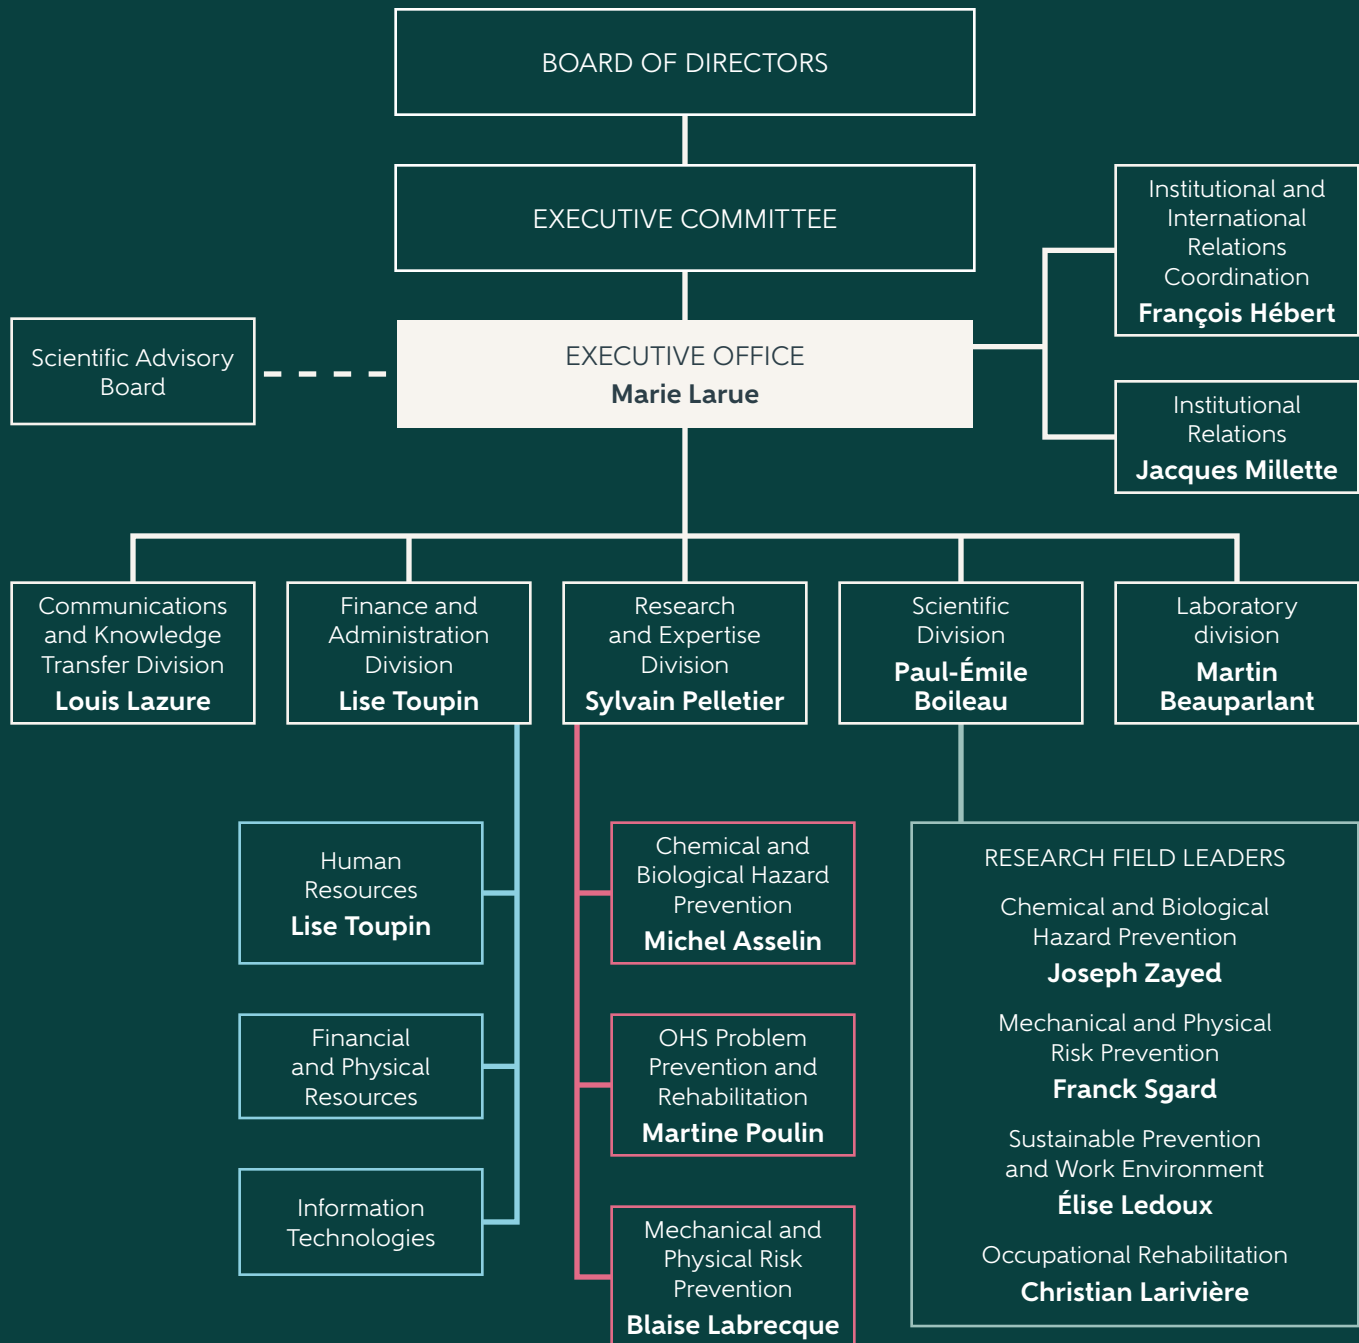 BOARD OF DIRECTORS
EXECUTIVE COMMITTEE
Institutional and
International
Relations
Coordination
François Hébert
Scientific Advisory
Board
EXECUTIVE OFFICE
Marie Larue
Institutional
Relations
Jacques Millette
Communications
and Knowledge
Transfer Division
Louis Lazure
Finance and
Administration
Division
Lise Toupin
Research
and Expertise
Division
Sylvain Pelletier
Scientific
Division
Paul-Émile
Boileau
Laboratory
division
Martin
Beauparlant
Human
Resources
Lise Toupin
Financial
and Physical
Resources
Information
Technologies
Chemical and
Biological Hazard
Prevention
Michel Asselin
OHS Problem
Prevention and
Rehabilitation
Martine Poulin
Mechanical and
Physical Risk
Prevention
Blaise Labrecque
RESEARCH FIELD LEADERS
Chemical and Biological
Hazard Prevention
Joseph Zayed
Mechanical and Physical
Risk Prevention
Franck Sgard
Sustainable Prevention
and Work Environment
Élise Ledoux
Occupational Rehabilitation
Christian Larivière